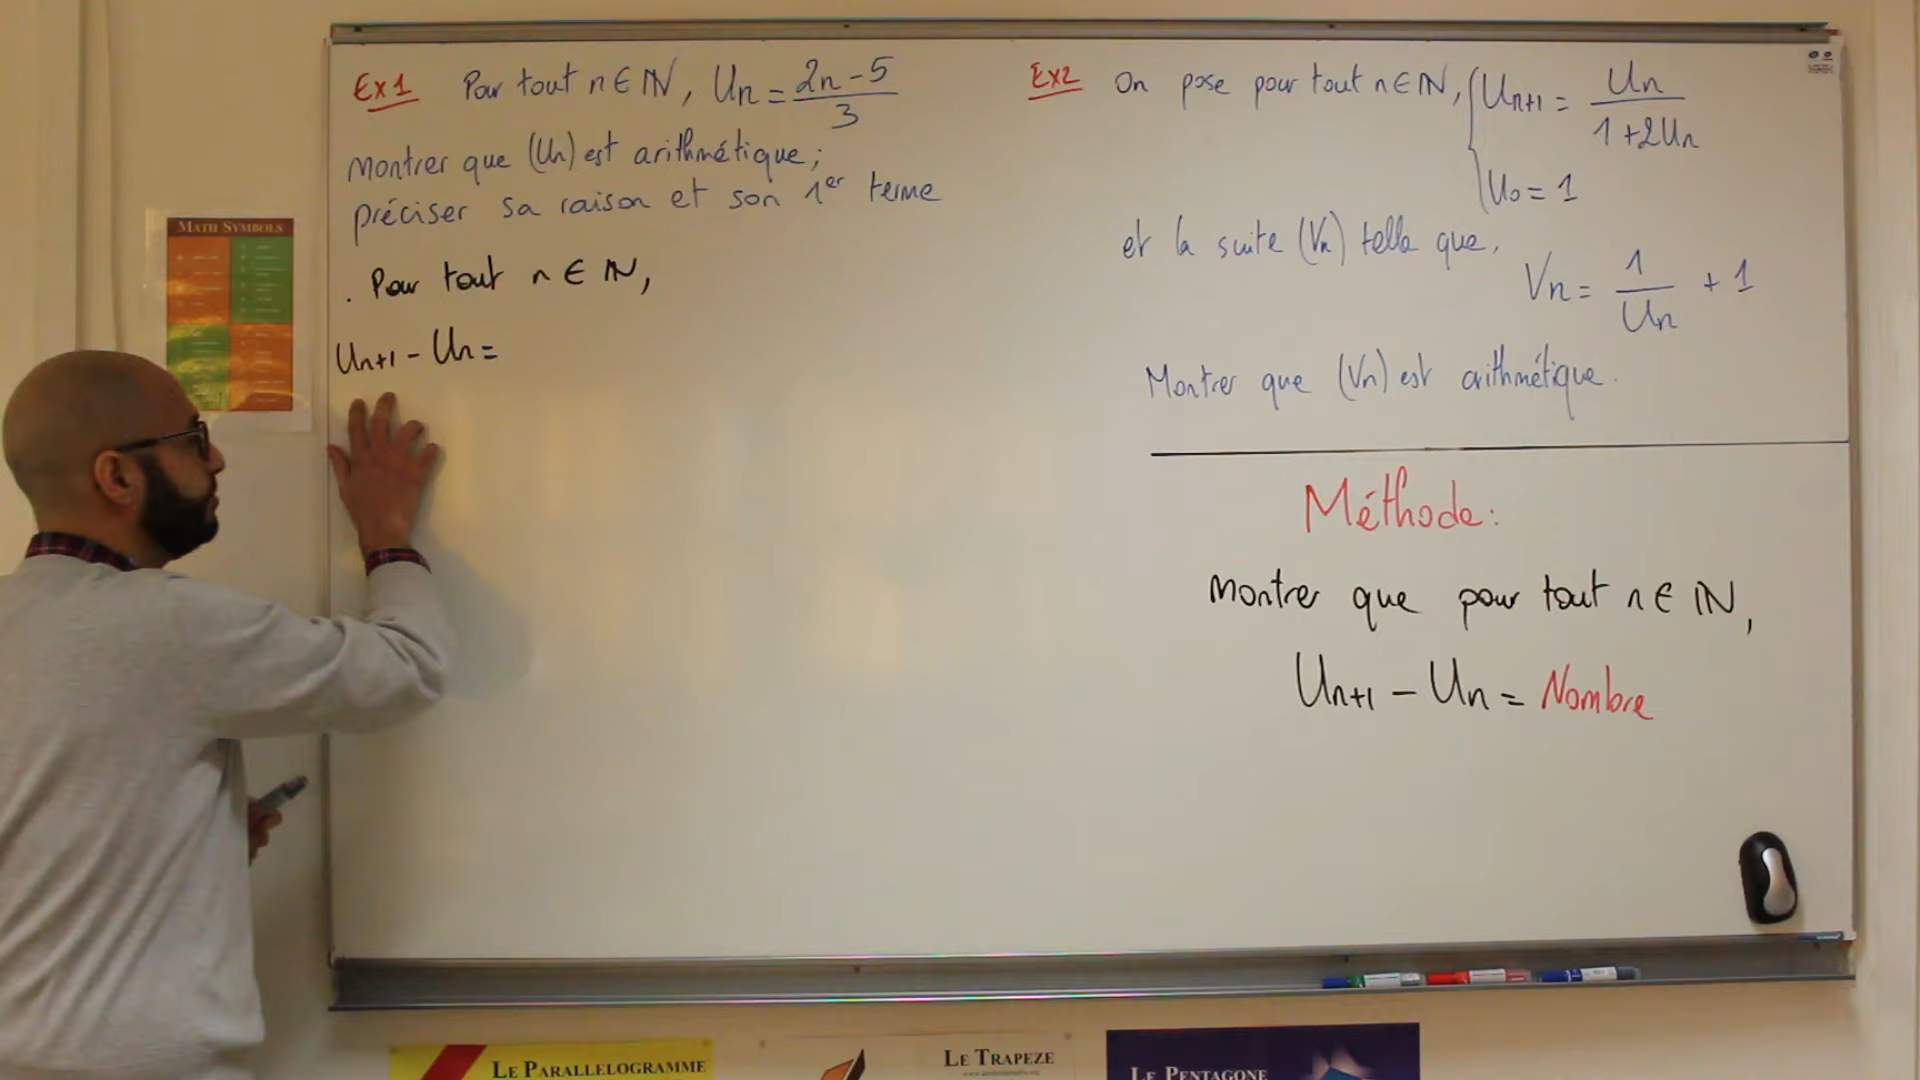 Ex1 Pour tout n ∈ ℕ, Un = (2n - 5)/3
Montrer que (Un) est arithmétique;
préciser sa raison et son 1er terme
. Pour tout n ∈ ℕ,
Un+1 - Un =
Ex2 On pose pour tout n ∈ ℕ, { Un+1 = Un/(1 + 2Un)
U0 = 1
et la suite (Vn) telle que,
Vn = 1/Un + 1
Montrer que (Vn) est arithmétique.
Méthode:
montrer que pour tout n ∈ ℕ,
Un+1 - Un = Nombre
MATH SYMBOLS
LE PARALLELOGRAMME
LE TRAPEZE
LE PENTAGONE